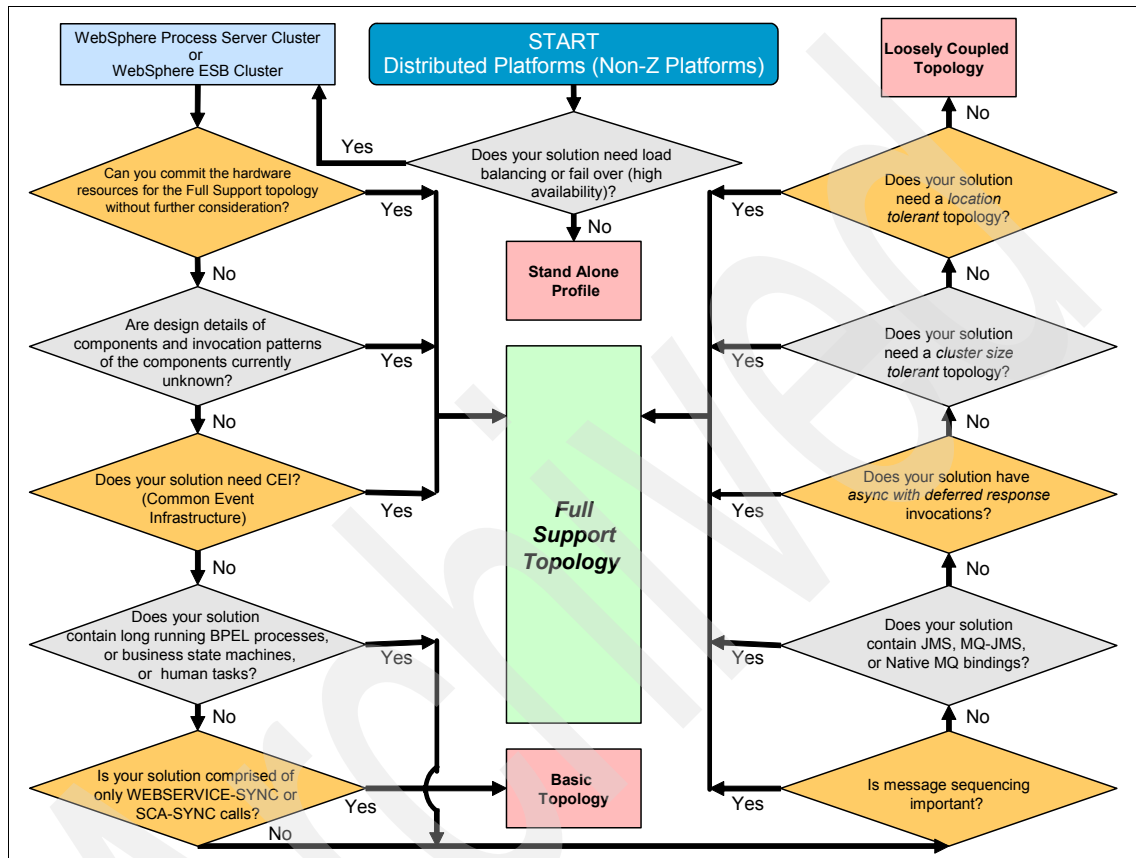 WebSphere Process Server Cluster
or
WebSphere ESB Cluster
START
Distributed Platforms (Non-Z Platforms)
Loosely Coupled
Topology
No
Yes
Does your solution need load
balancing or fail over (high
availability)?
No
Stand Alone
Profile
Can you commit the hardware
resources for the Full Support topology
without further consideration?
Yes
No
Are design details of
components and invocation patterns
of the components currently
unknown?
Yes
No
Does your solution need CEI?
(Common Event
Infrastructure)
Yes
No
Does your solution
contain long running BPEL processes,
or business state machines,
or human tasks?
Yes
No
Is your solution comprised of
only WEBSERVICE-SYNC or
SCA-SYNC calls?
Yes
No
Full
Support
Topology
Basic
Topology
Does your solution
need a location
tolerant topology?
Yes
No
Does your solution
need a cluster size
tolerant topology?
Yes
No
Does your solution have
async with deferred response
invocations?
Yes
No
Does your solution
contain JMS, MQ-JMS,
or Native MQ bindings?
Yes
No
Is message sequencing
important?
Yes
Archived